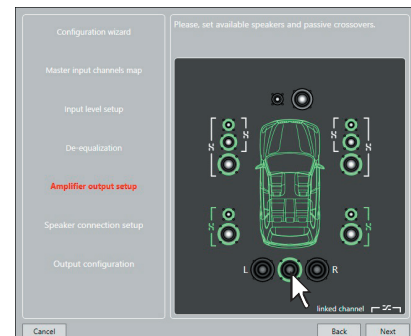 Configuration wizard
Please, set available speakers and passive crossovers.
Master input channels map
Input level setup
De-equalization
Amplifier output setup
Speaker connection setup
Output configuration
L
R
linked channel
Cancel
Back
Next